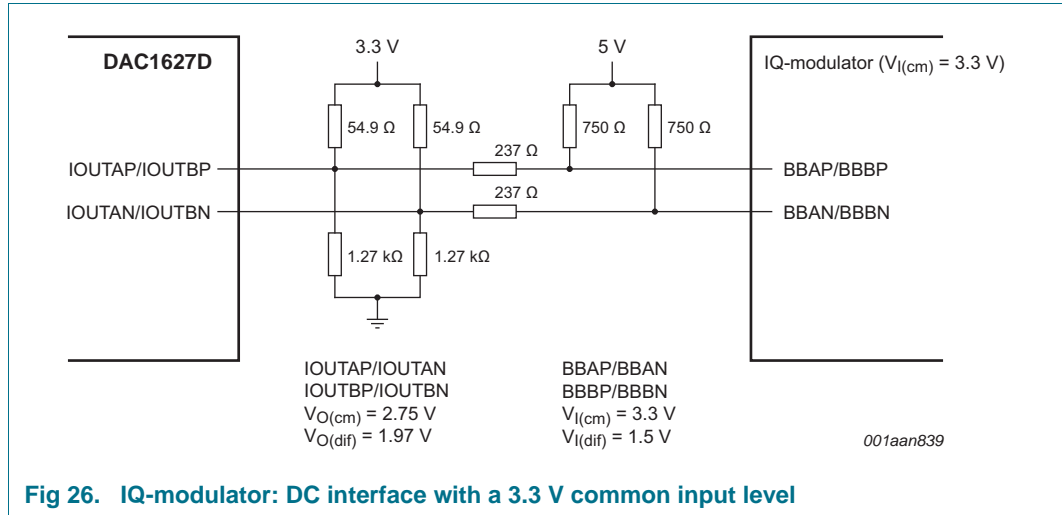 DAC1627D
3.3 V
5 V
IQ-modulator (VI(cm) = 3.3 V)
54.9 Ω
54.9 Ω
750 Ω
750 Ω
237 Ω
IOUTAP/IOUTBP
BBAP/BBBP
237 Ω
IOUTAN/IOUTBN
BBAN/BBBN
1.27 kΩ
1.27 kΩ
IOUTAP/IOUTAN
IOUTBP/IOUTBN
VO(cm) = 2.75 V
VO(dif) = 1.97 V
BBAP/BBAN
BBBP/BBBN
VI(cm) = 3.3 V
VI(dif) = 1.5 V
001aan839
Fig 26. IQ-modulator: DC interface with a 3.3 V common input level